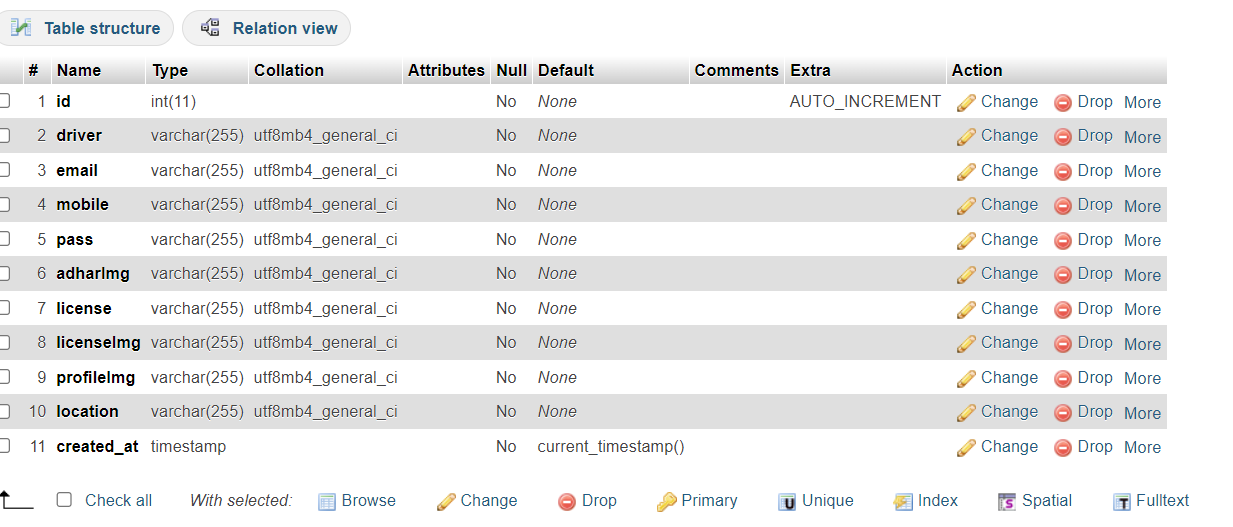 Table structure Relation view
# Name Type Collation Attributes Null Default Comments Extra Action
1 id int(11) No None AUTO_INCREMENT Change Drop More
2 driver varchar(255) utf8mb4_general_ci No None Change Drop More
3 email varchar(255) utf8mb4_general_ci No None Change Drop More
4 mobile varchar(255) utf8mb4_general_ci No None Change Drop More
5 pass varchar(255) utf8mb4_general_ci No None Change Drop More
6 adharImg varchar(255) utf8mb4_general_ci No None Change Drop More
7 license varchar(255) utf8mb4_general_ci No None Change Drop More
8 licenseImg varchar(255) utf8mb4_general_ci No None Change Drop More
9 profileImg varchar(255) utf8mb4_general_ci No None Change Drop More
10 location varchar(255) utf8mb4_general_ci No None Change Drop More
11 created_at timestamp No current_timestamp() Change Drop More
Check all With selected: Browse Change Drop Primary Unique Index Spatial Fulltext